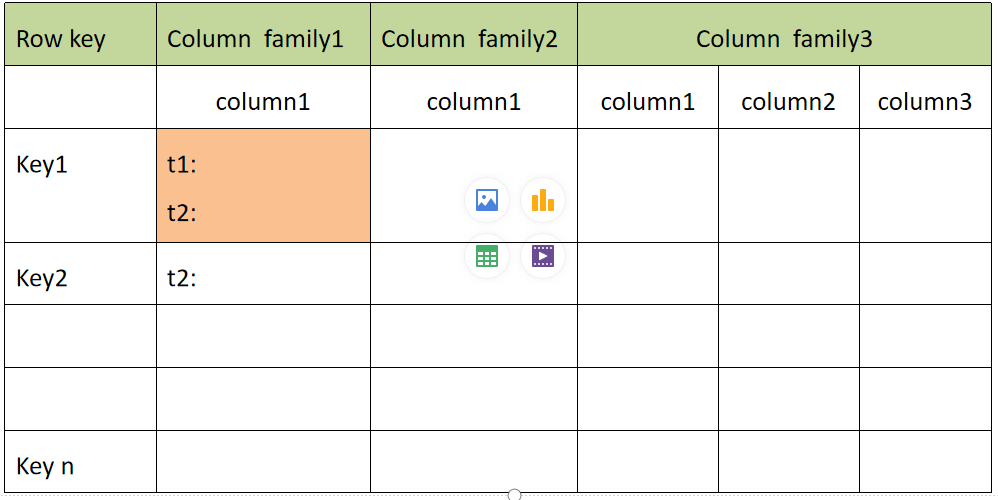 Row key Column family1 Column family2 Column family3
column1 column1 column1 column2 column3
Key1 t1:
t2:
Key2 t2:
Key n